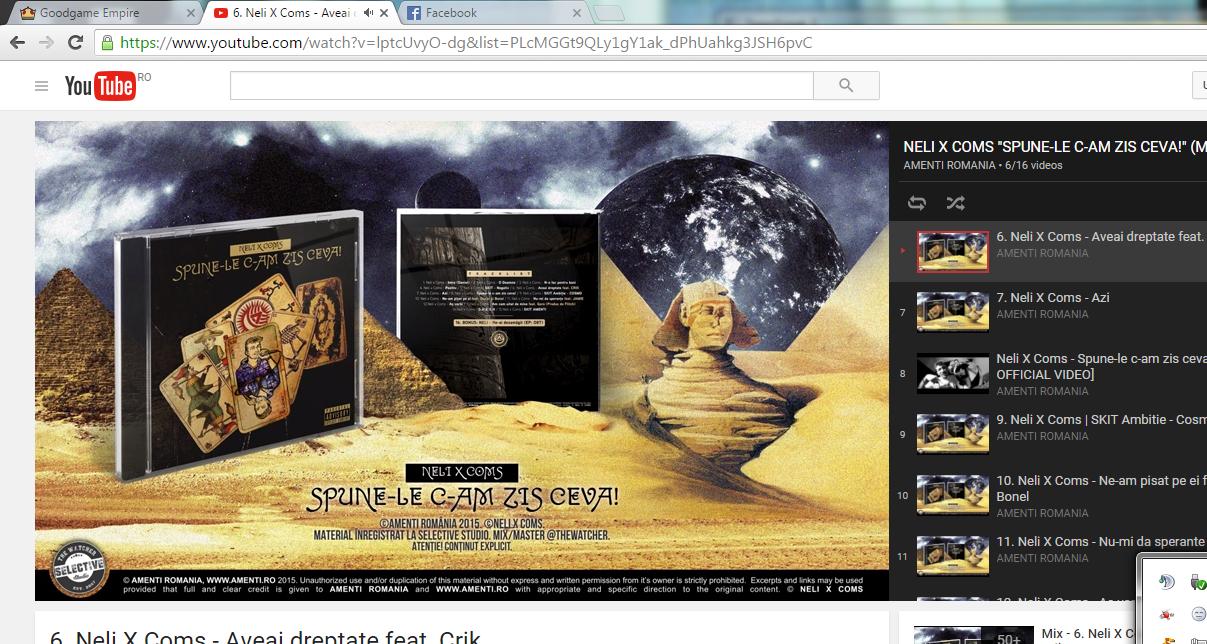 Goodgame Empire
6. Neli X Coms - Aveai
Facebook
https://www.youtube.com/watch?v=lptcUvyO-dg&list=PLcMGGt9QLy1gY1ak_dPhUahkg3JSH6pvC
YouTube RO
NELI X COMS "SPUNE-LE C-AM ZIS CEVA!" (M
AMENTI ROMANIA • 6/16 videos
6. Neli X Coms - Aveai dreptate feat.
AMENTI ROMANIA
7
7. Neli X Coms - Azi
AMENTI ROMANIA
8
Neli X Coms - Spune-le c-am zis ceva
OFFICIAL VIDEO]
AMENTI ROMANIA
9
9. Neli X Coms | SKIT Ambitie - Cosm
AMENTI ROMANIA
10
10. Neli X Coms - Ne-am pisat pe ei f
Bonel
AMENTI ROMANIA
11
11. Neli X Coms - Nu-mi da sperante
AMENTI ROMANIA
NELI X COMS
SPUNE-LE C-AM ZIS CEVA!
TRACKLIST
PARENTAL
ADVISORY
NELI X COMS
SPUNE-LE C-AM ZIS CEVA!
©AMENTI ROMÂNIA 2015. ©NELI X COMS.
MATERIAL ÎNREGISTRAT LA SELECTIVE STUDIO. MIX/MASTER @THEWATCHER.
ATENȚIE! CONȚINUT EXPLICIT.
THE WATCHER
SELECTIVE
Studio
© AMENTI ROMANIA, WWW.AMENTI.RO 2015. Unauthorized use and/or duplication of this material without express and written permission from it's owner is strictly prohibited. Excerpts and links may be used
provided that full and clear credit is given to AMENTI ROMANIA and WWW.AMENTI.RO with appropriate and specific direction to the original content. © NELI X COMS
6. Neli X Coms - Aveai dreptate feat. Crik
50+
Mix - 6. Neli X C